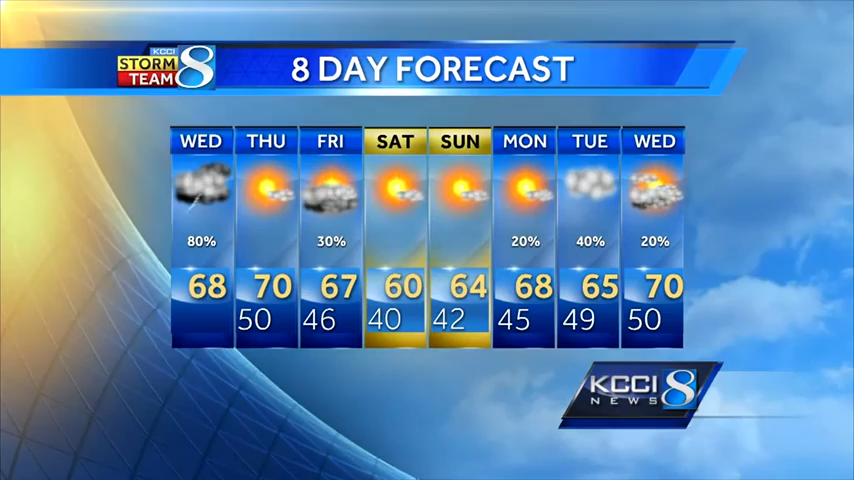 KCCI
STORM
TEAM
8
8 DAY FORECAST
WED THU FRI SAT SUN MON TUE WED
80% 30% 20% 40% 20%
68 70 67 60 64 68 65 70
50 46 40 42 45 49 50
KCCI 8
NEWS